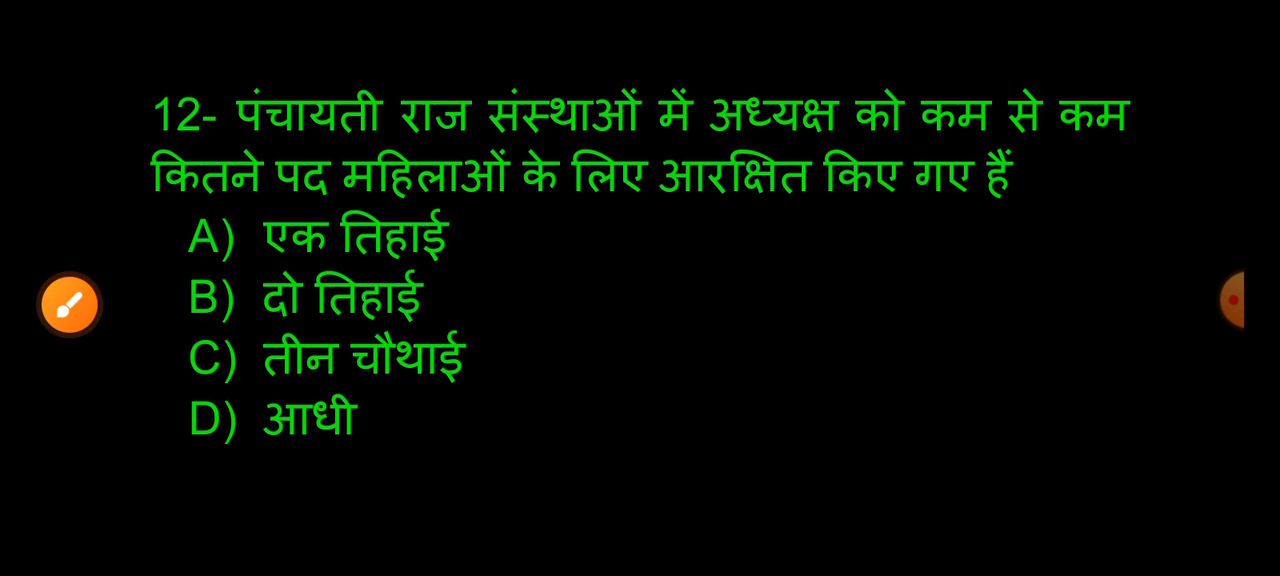 12- पंचायती राज संस्थाओं में अध्यक्ष को कम से कम
कितने पद महिलाओं के लिए आरक्षित किए गए हैं
A) एक तिहाई
B) दो तिहाई
C) तीन चौथाई
D) आधी